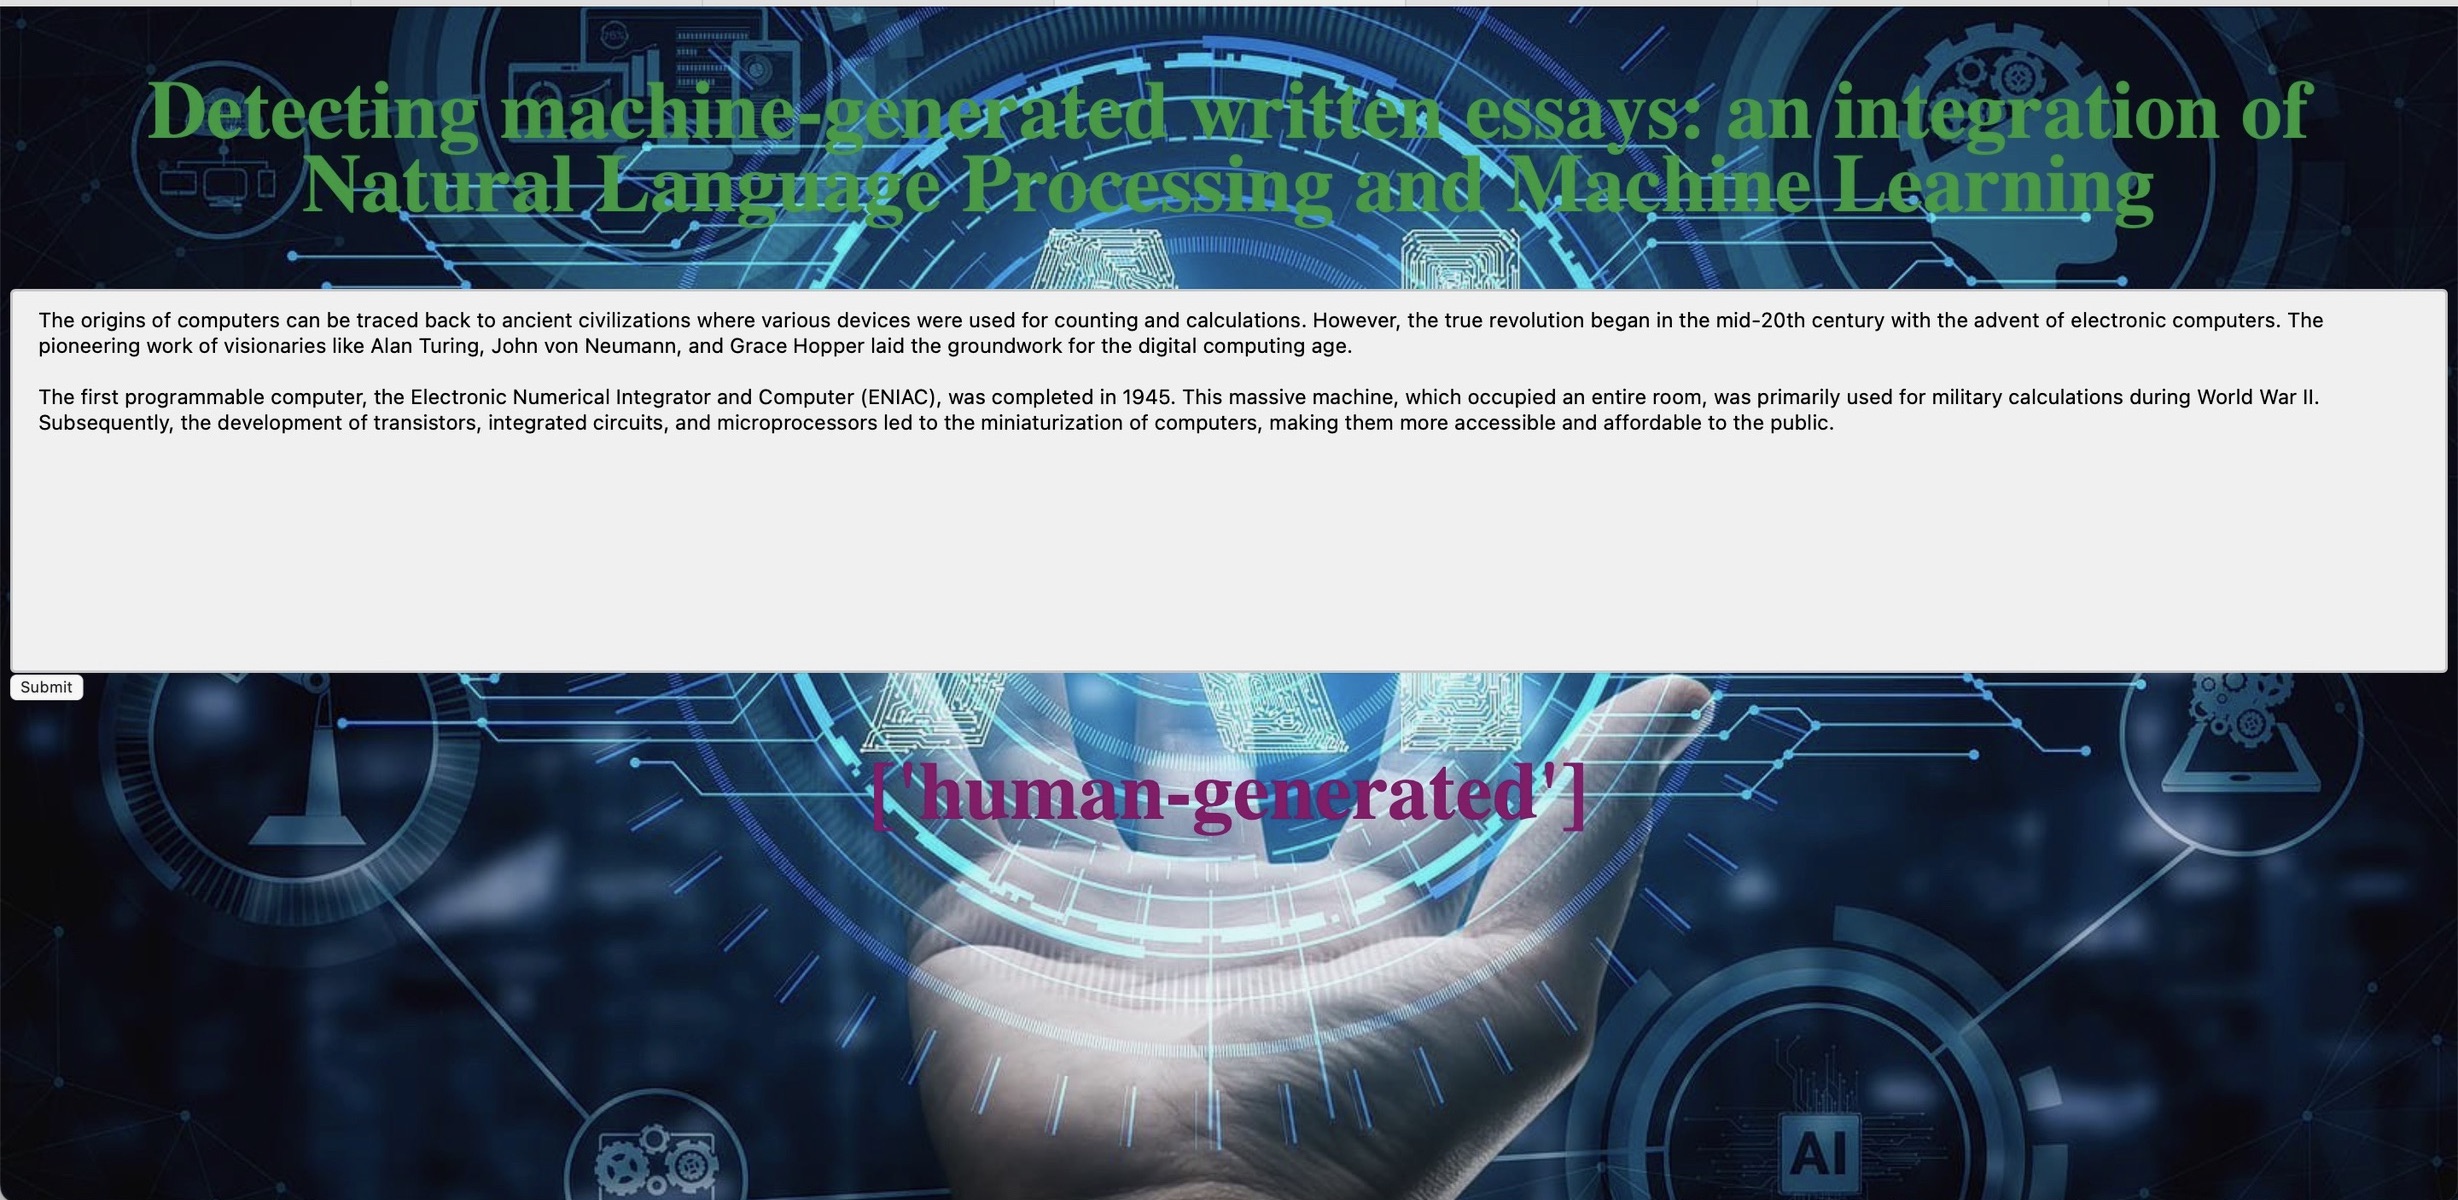 Detecting machine-generated written essays: an integration of
Natural Language Processing and Machine Learning
The origins of computers can be traced back to ancient civilizations where various devices were used for counting and calculations. However, the true revolution began in the mid-20th century with the advent of electronic computers. The
pioneering work of visionaries like Alan Turing, John von Neumann, and Grace Hopper laid the groundwork for the digital computing age.
The first programmable computer, the Electronic Numerical Integrator and Computer (ENIAC), was completed in 1945. This massive machine, which occupied an entire room, was primarily used for military calculations during World War II.
Subsequently, the development of transistors, integrated circuits, and microprocessors led to the miniaturization of computers, making them more accessible and affordable to the public.
Submit
['human-generated']
AI